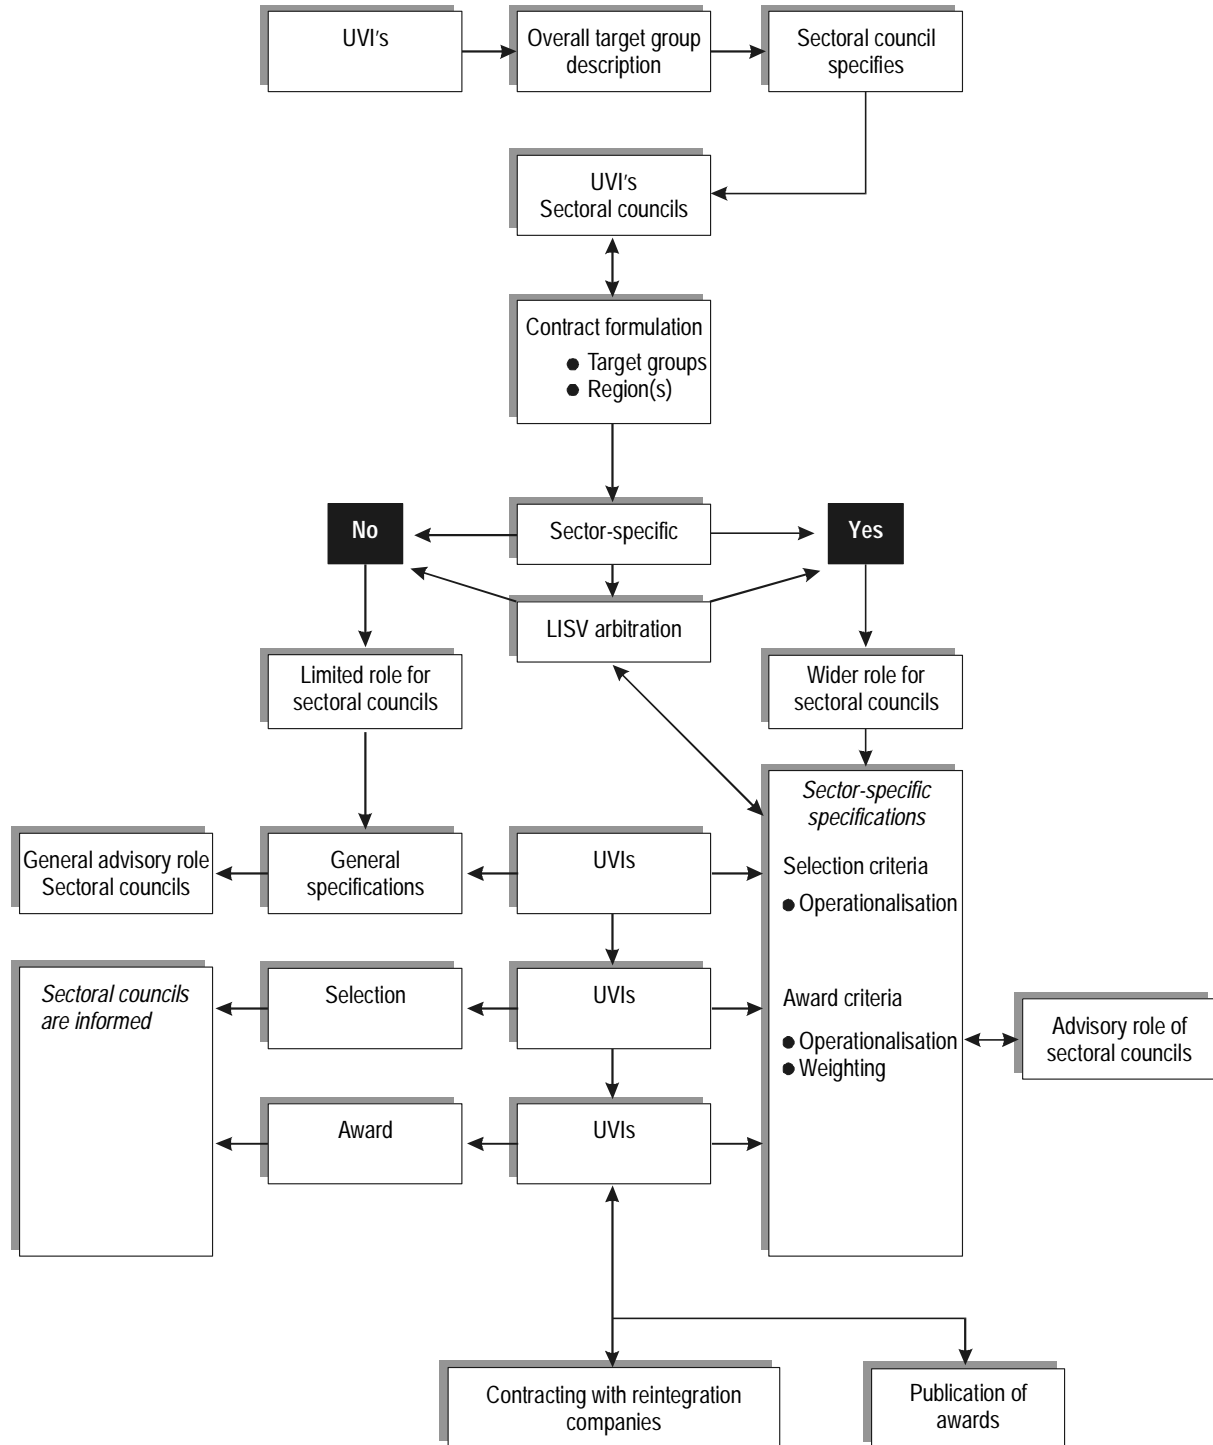 UVI's
Overall target group
description
Sectoral council
specifies
UVI's
Sectoral councils
Contract formulation
● Target groups
● Region(s)
No
Sector-specific
Yes
LISV arbitration
Limited role for
sectoral councils
Wider role for
sectoral councils
Sector-specific
specifications
General advisory role
Sectoral councils
General
specifications
UVIs
Selection criteria
● Operationalisation
Sectoral councils
are informed
Selection
UVIs
Award criteria
● Operationalisation
● Weighting
Advisory role of
sectoral councils
Award
UVIs
Contracting with reintegration
companies
Publication of
awards